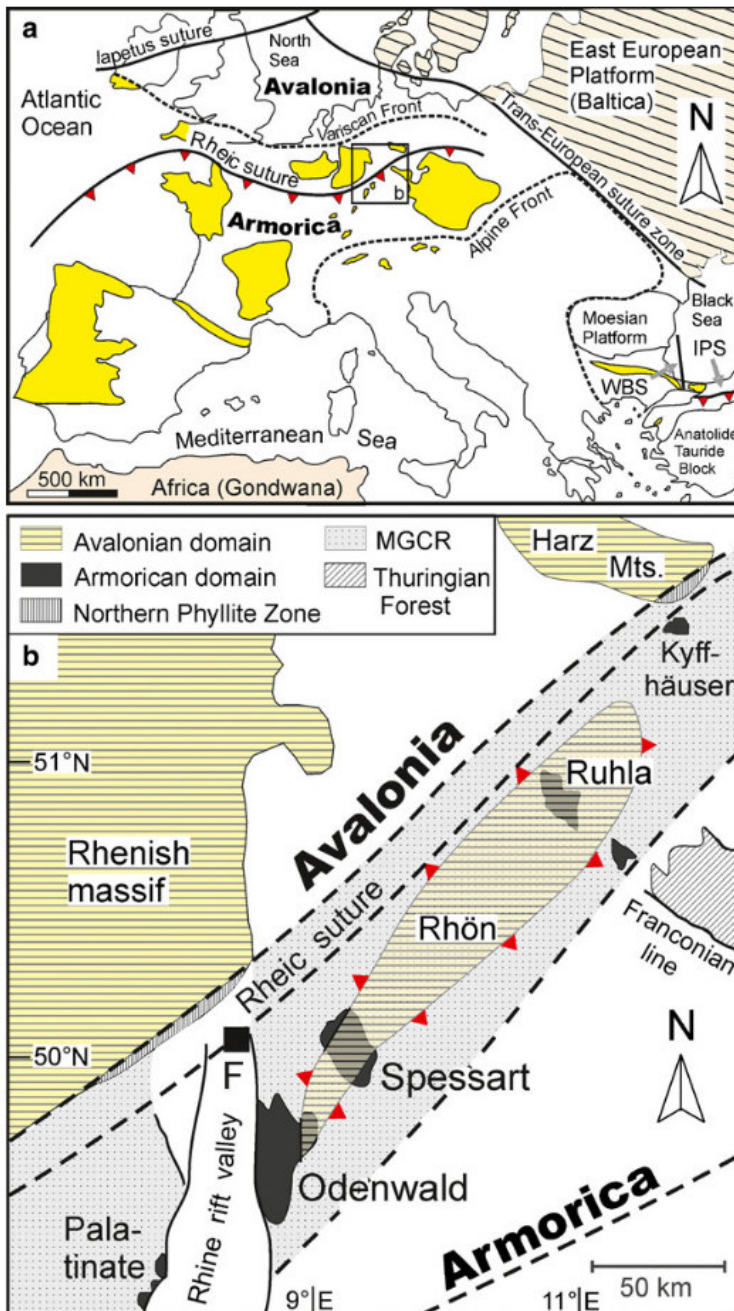 a
Iapetus suture
North
Sea
Avalonia
East European
Platform
(Baltica)
Atlantic
Ocean
Variscan Front
Trans-European suture zone
N
Rheic suture
b
Armorica
Alpine Front
Black
Sea
Moesian
Platform
IPS
WBS
Anatolide
Tauride
Block
Mediterranean Sea
500 km
Africa (Gondwana)
Avalonian domain
Armorican domain
Northern Phyllite Zone
MGCR
Thuringian
Forest
Harz
Mts.
b
Kyff-
häuser
51°N
Avalonia
Ruhla
Rhenish
massif
Rheic suture
Rhön
Franconian
line
50°N
F
Spessart
N
Odenwald
Rhine rift valley
Pala-
tinate
Armorica
9°E
11°E
50 km